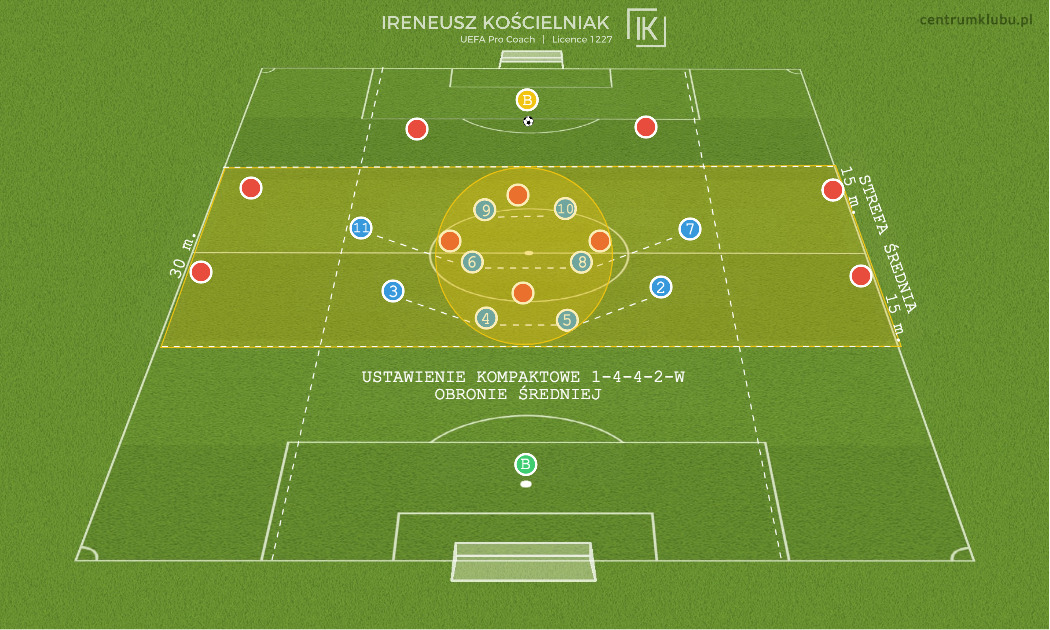 IRENEUSZ KOŚCIELNIAK
UEFA Pro Coach | Licence 1227
IK
centrumklubu.pl
B
15 m.
STREFA ŚREDNIA
9
10
11
7
30 m.
6
8
3
2
15 m.
4
5
USTAWIENIE KOMPAKTOWE 1-4-4-2-W
OBRONIE ŚREDNIEJ
B